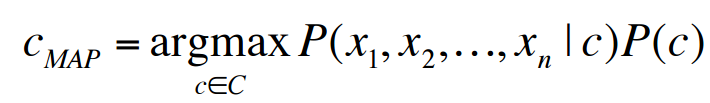 c_MAP = argmax P(x_1, x_2, …, x_n | c)P(c)
c∈C